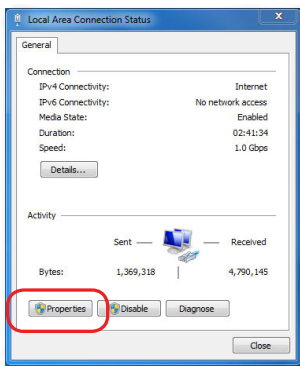 Local Area Connection Status
X
General
Connection
IPv4 Connectivity: Internet
IPv6 Connectivity: No network access
Media State: Enabled
Duration: 02:41:34
Speed: 1.0 Gbps
Details...
Activity
Sent — Received
Bytes: 1,369,318 | 4,790,145
Properties Disable Diagnose
Close